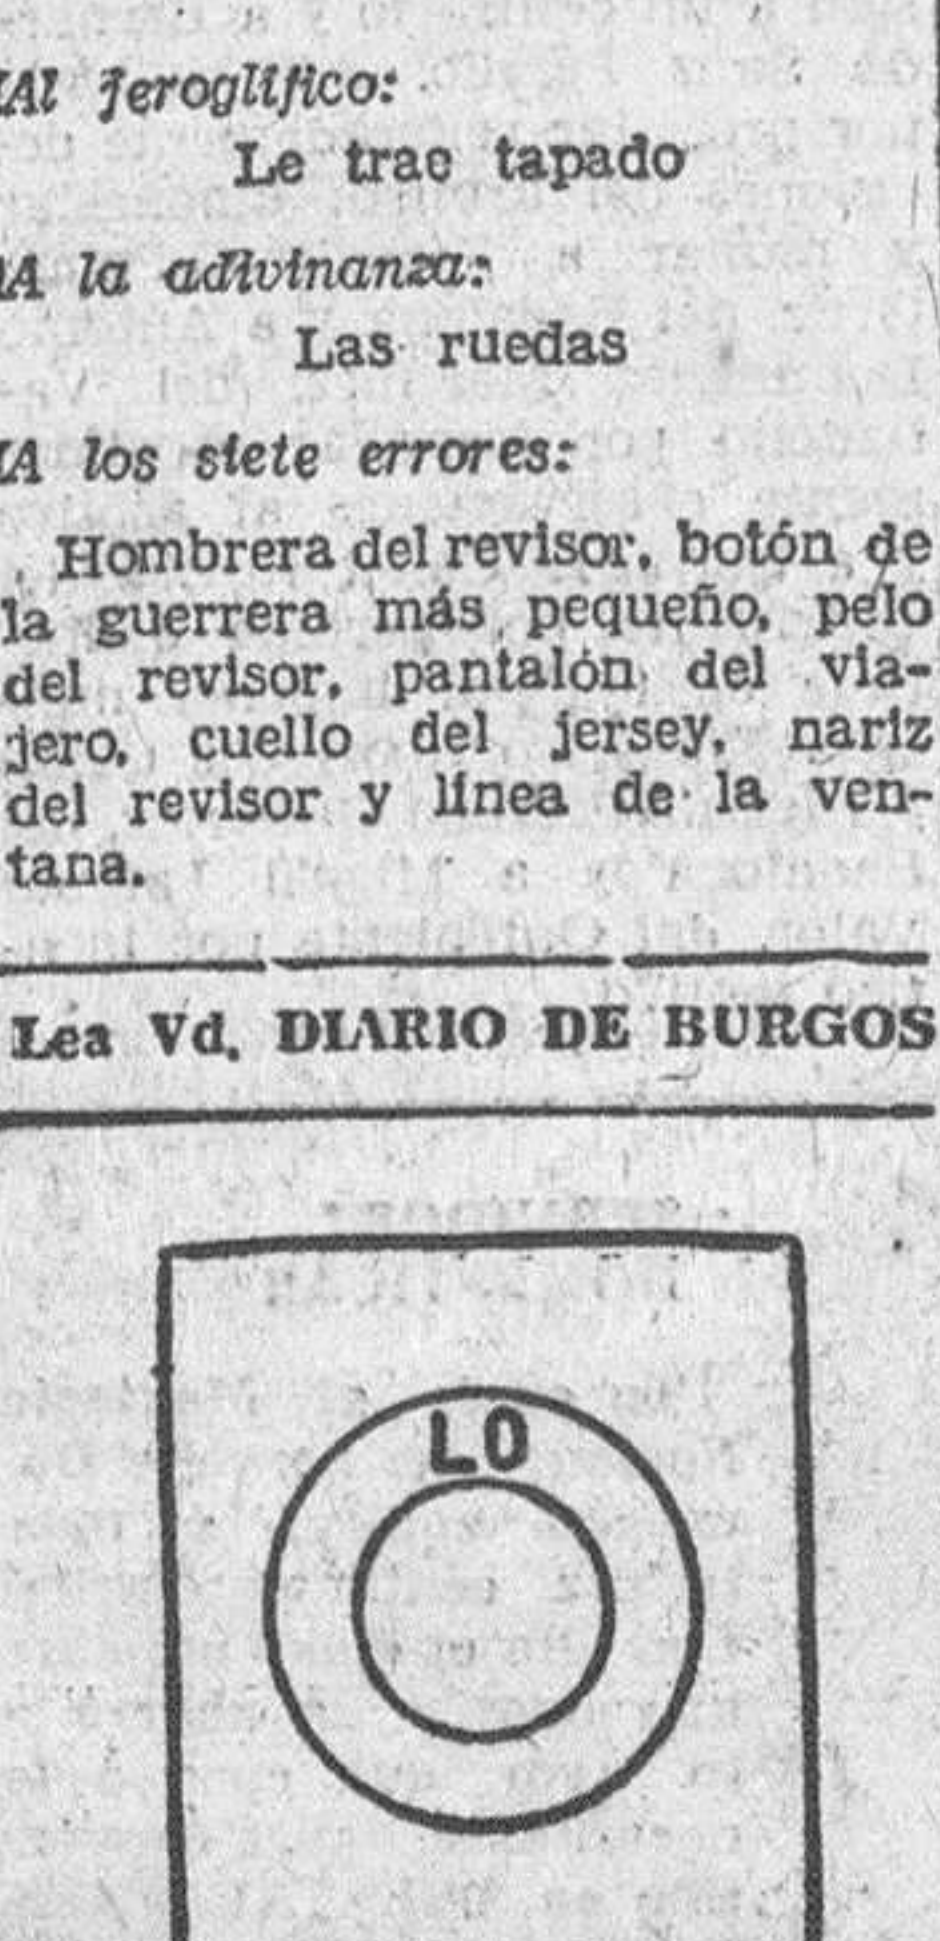 Al jeroglífico:
Le trae tapado
A la adivinanza:
Las ruedas
A los siete errores:
Hombrera del revisor, botón de
la guerrera más pequeño, pelo
del revisor, pantalón del via-
jero, cuello del jersey, nariz
del revisor y línea de la ven-
tana.
Lea Vd. DIARIO DE BURGOS
LO